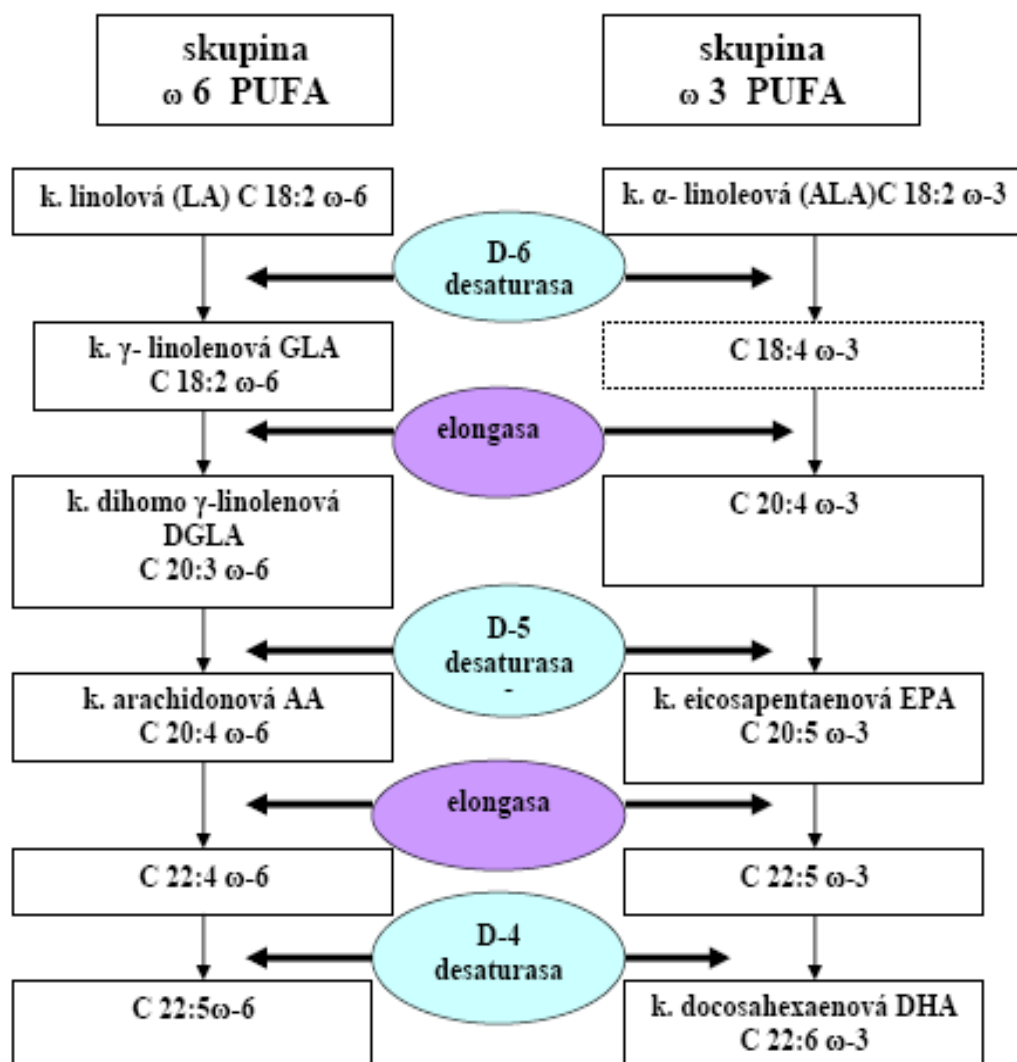 skupina
ω 6 PUFA
skupina
ω 3 PUFA
k. linolová (LA) C 18:2 ω-6
k. α- linoleová (ALA)C 18:2 ω-3
D-6
desaturasa
k. γ- linolenová GLA
C 18:2 ω-6
C 18:4 ω-3
elongasa
k. dihomo γ-linolenová
DGLA
C 20:3 ω-6
C 20:4 ω-3
D-5
desaturasa
-
k. arachidonová AA
C 20:4 ω-6
k. eicosapentaenová EPA
C 20:5 ω-3
elongasa
C 22:4 ω-6
C 22:5 ω-3
D-4
desaturasa
C 22:5ω-6
k. docosahexaenová DHA
C 22:6 ω-3